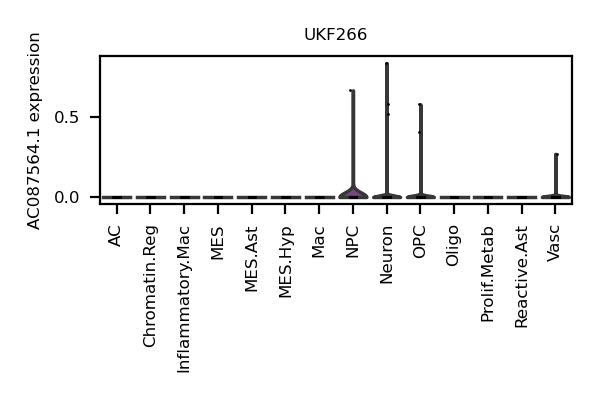 UKF266
AC087564.1 expression
0.5
0.0
AC
Chromatin.Reg
Inflammatory.Mac
MES
MES.Ast
MES.Hyp
Mac
NPC
Neuron
OPC
Oligo
Prolif.Metab
Reactive.Ast
Vasc